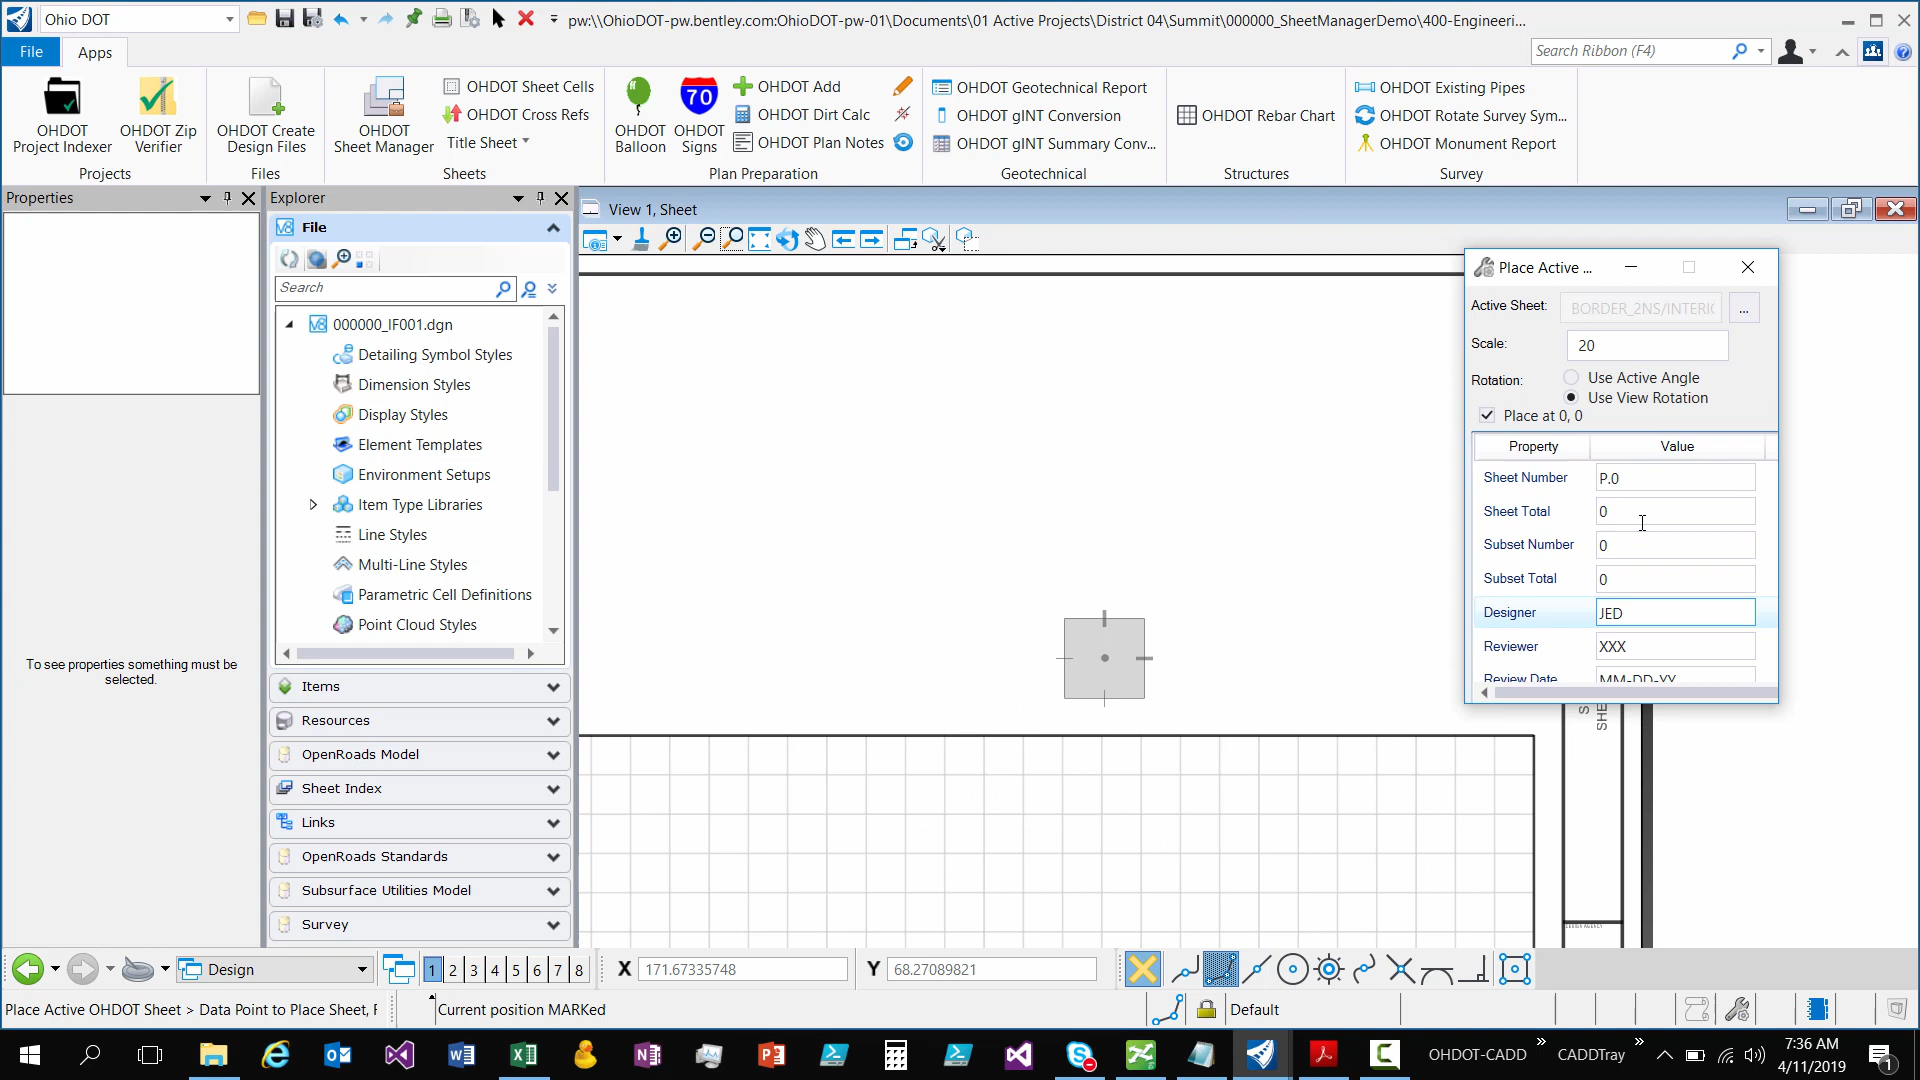 Ohio DOT
pw:\\OhioDOT-pw.bentley.com:OhioDOT-pw-01\Documents\01 Active Projects\District 04\Summit\000000_SheetManagerDemo\400-Engineeri...
File
Apps
Search Ribbon (F4)
OHDOT
Project Indexer
OHDOT Zip
Verifier
Projects
OHDOT Create
Design Files
Files
OHDOT
Sheet Manager
OHDOT Sheet Cells
OHDOT Cross Refs
Title Sheet
Sheets
OHDOT
Balloon
70
OHDOT
Signs
OHDOT Add
OHDOT Dirt Calc
OHDOT Plan Notes
Plan Preparation
OHDOT Geotechnical Report
OHDOT gINT Conversion
OHDOT gINT Summary Conv...
Geotechnical
OHDOT Rebar Chart
Structures
OHDOT Existing Pipes
OHDOT Rotate Survey Sym...
OHDOT Monument Report
Survey
Properties
To see properties something must be
selected.
Explorer
File
Search
000000_IF001.dgn
Detailing Symbol Styles
Dimension Styles
Display Styles
Element Templates
Environment Setups
Item Type Libraries
Line Styles
Multi-Line Styles
Parametric Cell Definitions
Point Cloud Styles
Items
Resources
OpenRoads Model
Sheet Index
Links
OpenRoads Standards
Subsurface Utilities Model
Survey
View 1, Sheet
Place Active ...
Active Sheet:
BORDER_2NS/INTERI
...
Scale:
20
Rotation:
Use Active Angle
Use View Rotation
Place at 0, 0
Property
Value
Sheet Number
P.0
Sheet Total
0
Subset Number
0
Subset Total
0
Designer
JED
Reviewer
XXX
Review Date
MM-DD-YY
S
SHE
DESIGN AGENCY
Design
1 2 3 4 5 6 7 8
X
171.67335748
Y
68.27089821
Place Active OHDOT Sheet > Data Point to Place Sheet, F
Current position MARKed
Default
OHDOT-CADD
CADDTray
7:36 AM
4/11/2019
1